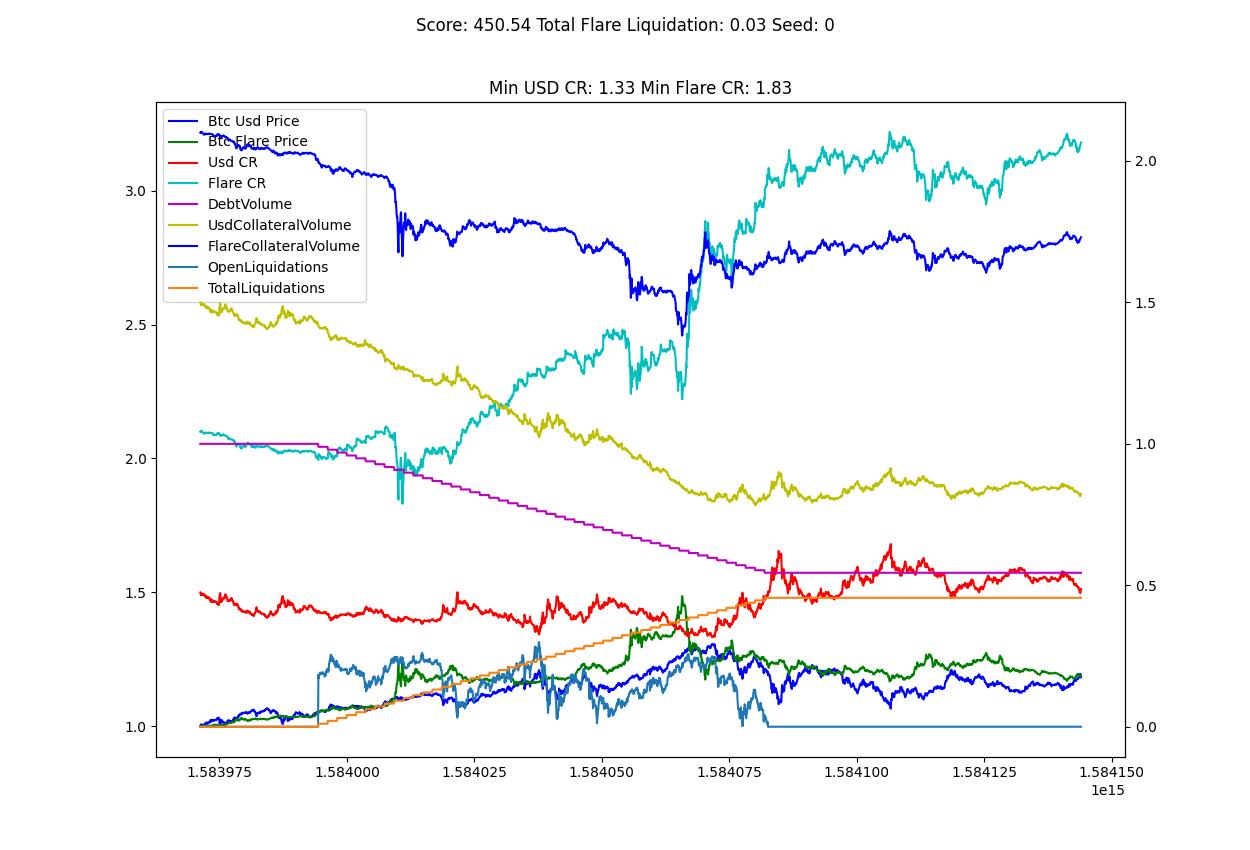 Score: 450.54 Total Flare Liquidation: 0.03 Seed: 0
Min USD CR: 1.33 Min Flare CR: 1.83
Btc Usd Price
Btc Flare Price
Usd CR
Flare CR
DebtVolume
UsdCollateralVolume
FlareCollateralVolume
OpenLiquidations
TotalLiquidations
3.0
2.5
2.0
1.5
1.0
2.0
1.5
1.0
0.5
0.0
1.583975 1.584000 1.584025 1.584050 1.584075 1.584100 1.584125 1.584150
1e15